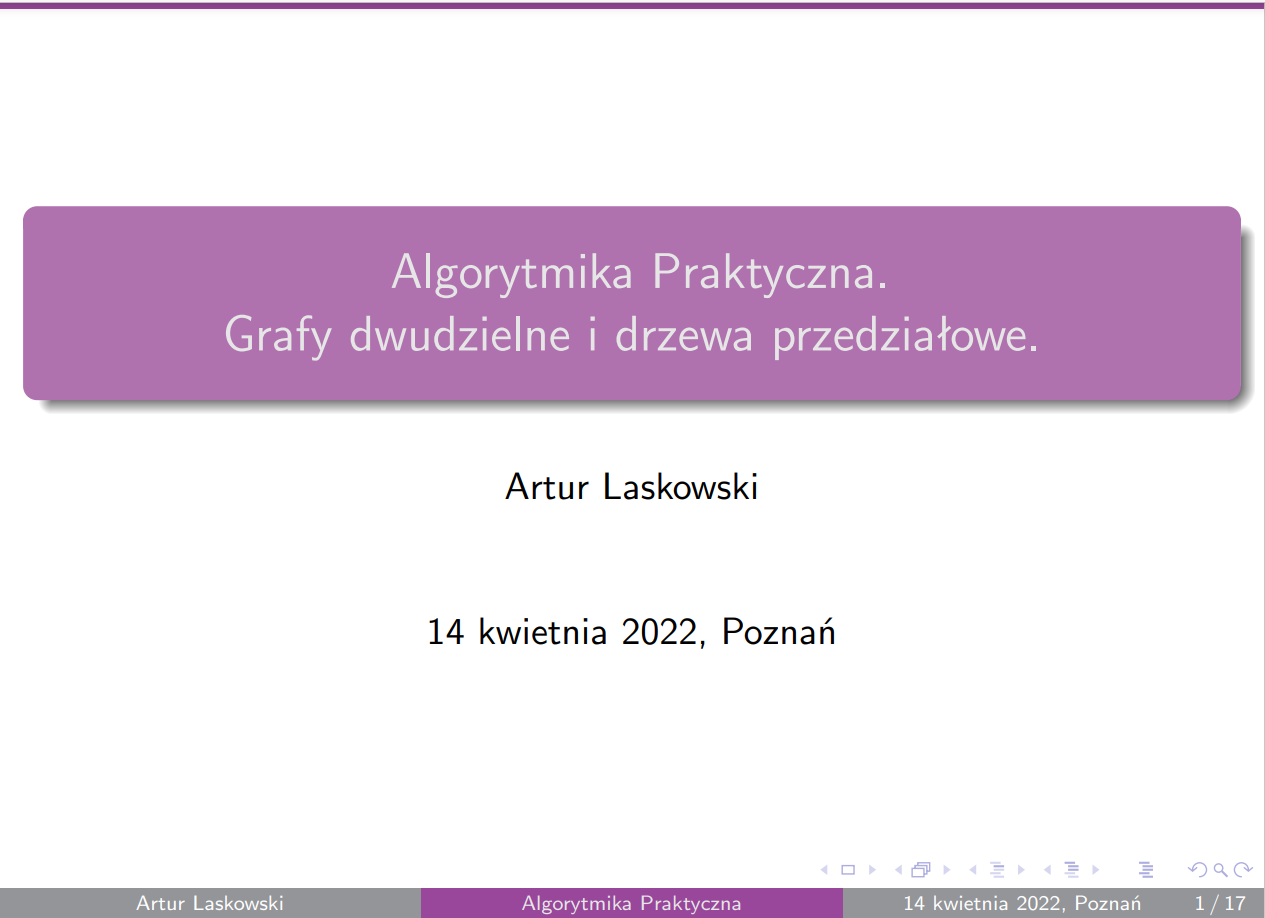 Algorytmika Praktyczna.
Grafy dwudzielne i drzewa przedziałowe.
Artur Laskowski
14 kwietnia 2022, Poznań
Artur Laskowski
Algorytmika Praktyczna
14 kwietnia 2022, Poznań
1 / 17